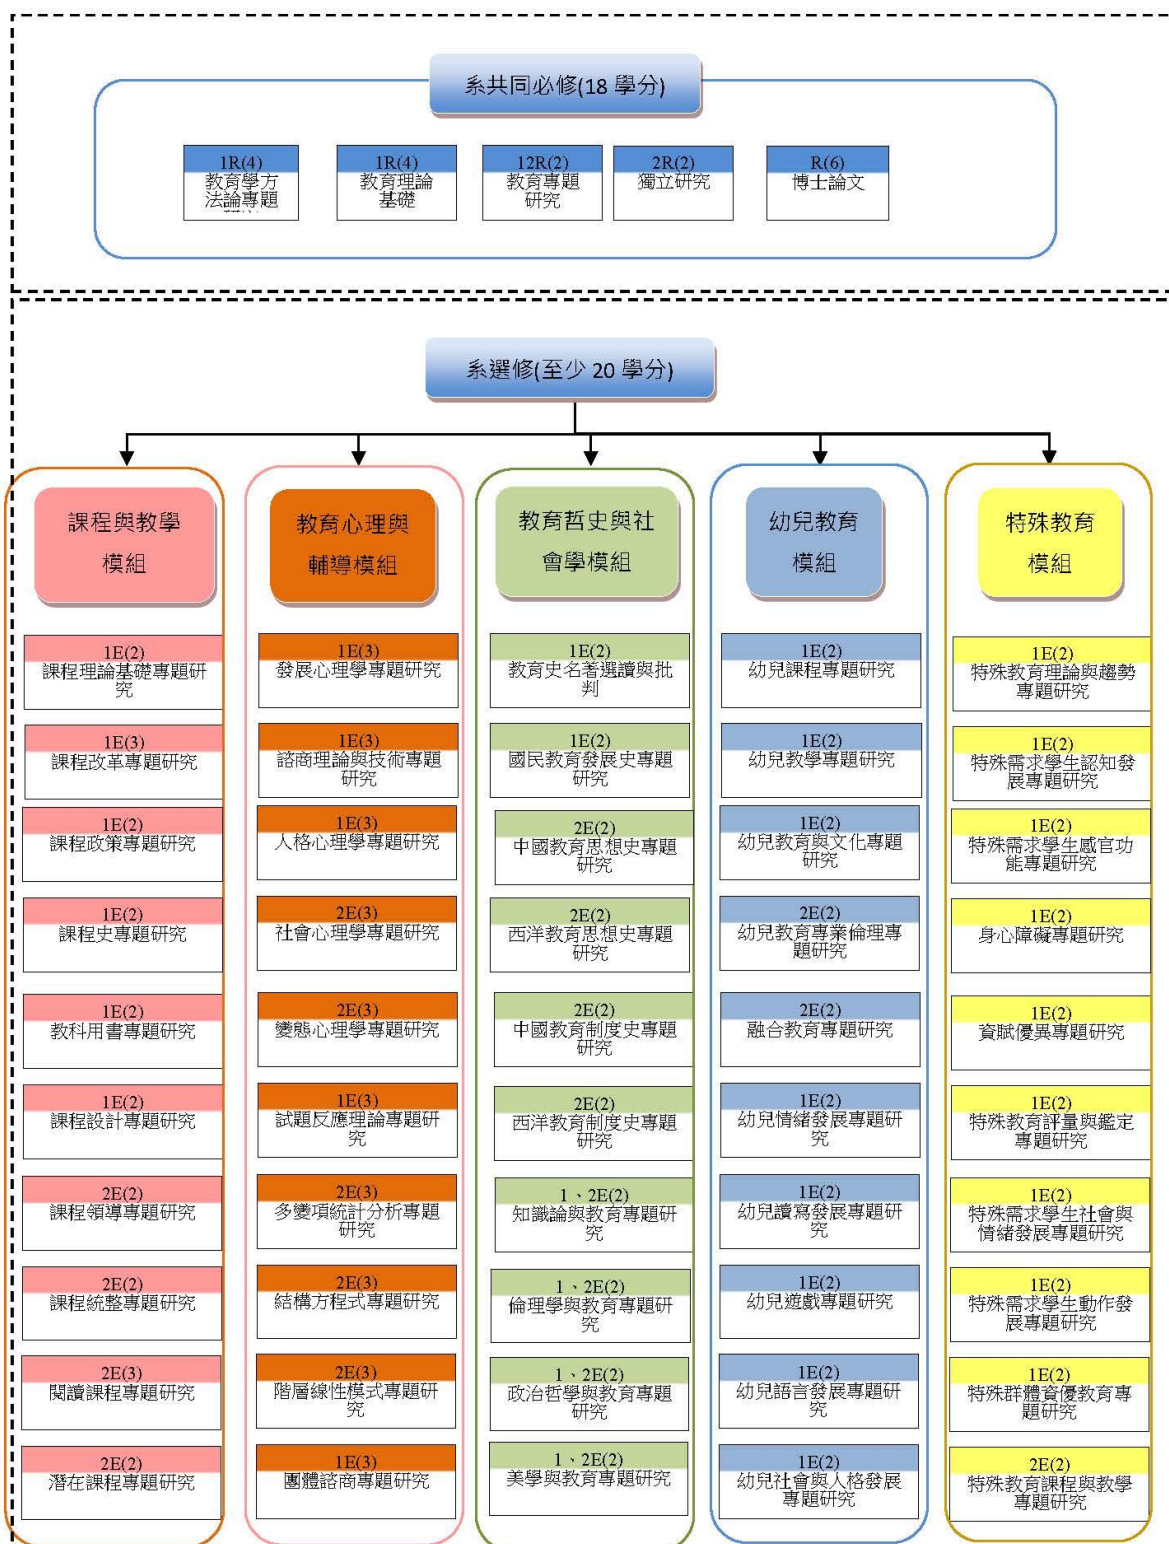 系共同必修(18 學分)
1R(4)
教育學方
法論專題
1R(4)
教育理論
基礎
12R(2)
教育專題
研究
2R(2)
獨立研究
R(6)
博士論文
系選修(至少 20 學分)
課程與教學
模組
1E(2)
課程理論基礎專題研
究
1E(3)
課程改革專題研究
1E(2)
課程政策專題研究
1E(2)
課程史專題研究
1E(2)
教科用書專題研究
1E(2)
課程設計專題研究
2E(2)
課程領導專題研究
2E(2)
課程統整專題研究
2E(3)
閱讀課程專題研究
2E(2)
潛在課程專題研究
教育心理與
輔導模組
1E(3)
發展心理學專題研究
1E(3)
諮商理論與技術專題
研究
1E(3)
人格心理學專題研究
2E(3)
社會心理學專題研究
2E(3)
變態心理學專題研究
1E(3)
試題反應理論專題研
究
2E(3)
多變項統計分析專題
研究
2E(3)
結構方程式專題研究
2E(3)
階層線性模式專題研
究
1E(3)
團體諮商專題研究
教育哲史與社
會學模組
1E(2)
教育史名著選讀與批
判
1E(2)
國民教育發展史專題
研究
2E(2)
中國教育思想史專題
研究
2E(2)
西洋教育思想史專題
研究
2E(2)
中國教育制度史專題
研究
2E(2)
西洋教育制度史專題
研究
1、2E(2)
知識論與教育專題研
究
1、2E(2)
倫理學與教育專題研
究
1、2E(2)
政治哲學與教育專題
研究
1、2E(2)
美學與教育專題研究
幼兒教育
模組
1E(2)
幼兒課程專題研究
1E(2)
幼兒教學專題研究
1E(2)
幼兒教育與文化專題
研究
2E(2)
幼兒教育專業倫理專
題研究
2E(2)
融合教育專題研究
1E(2)
幼兒情緒發展專題研
究
1E(2)
幼兒讀寫發展專題研
究
1E(2)
幼兒遊戲專題研究
1E(2)
幼兒語言發展專題研
究
1E(2)
幼兒社會與人格發展
專題研究
特殊教育
模組
1E(2)
特殊教育理論與趨勢
專題研究
1E(2)
特殊需求學生認知發
展專題研究
1E(2)
特殊需求學生感官功
能專題研究
1E(2)
身心障礙專題研究
1E(2)
資賦優異專題研究
1E(2)
特殊教育評量與鑑定
專題研究
1E(2)
特殊需求學生社會與
情緒發展專題研究
1E(2)
特殊需求學生動作發
展專題研究
1E(2)
特殊群體資優教育專
題研究
2E(2)
特殊教育課程與教學
專題研究